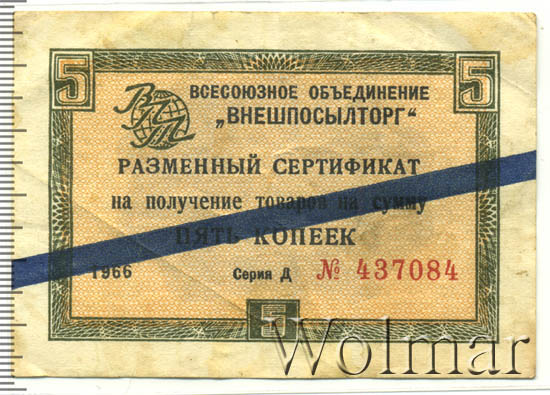 5 5
ВПТ
ВСЕСОЮЗНОЕ ОБЪЕДИНЕНИЕ
„ВНЕШПОСЫЛТОРГ“
РАЗМЕННЫЙ СЕРТИФИКАТ
на получение товаров на сумму
ПЯТЬ КОПЕЕК
1966 Серия Д № 437084
5
Wolmar